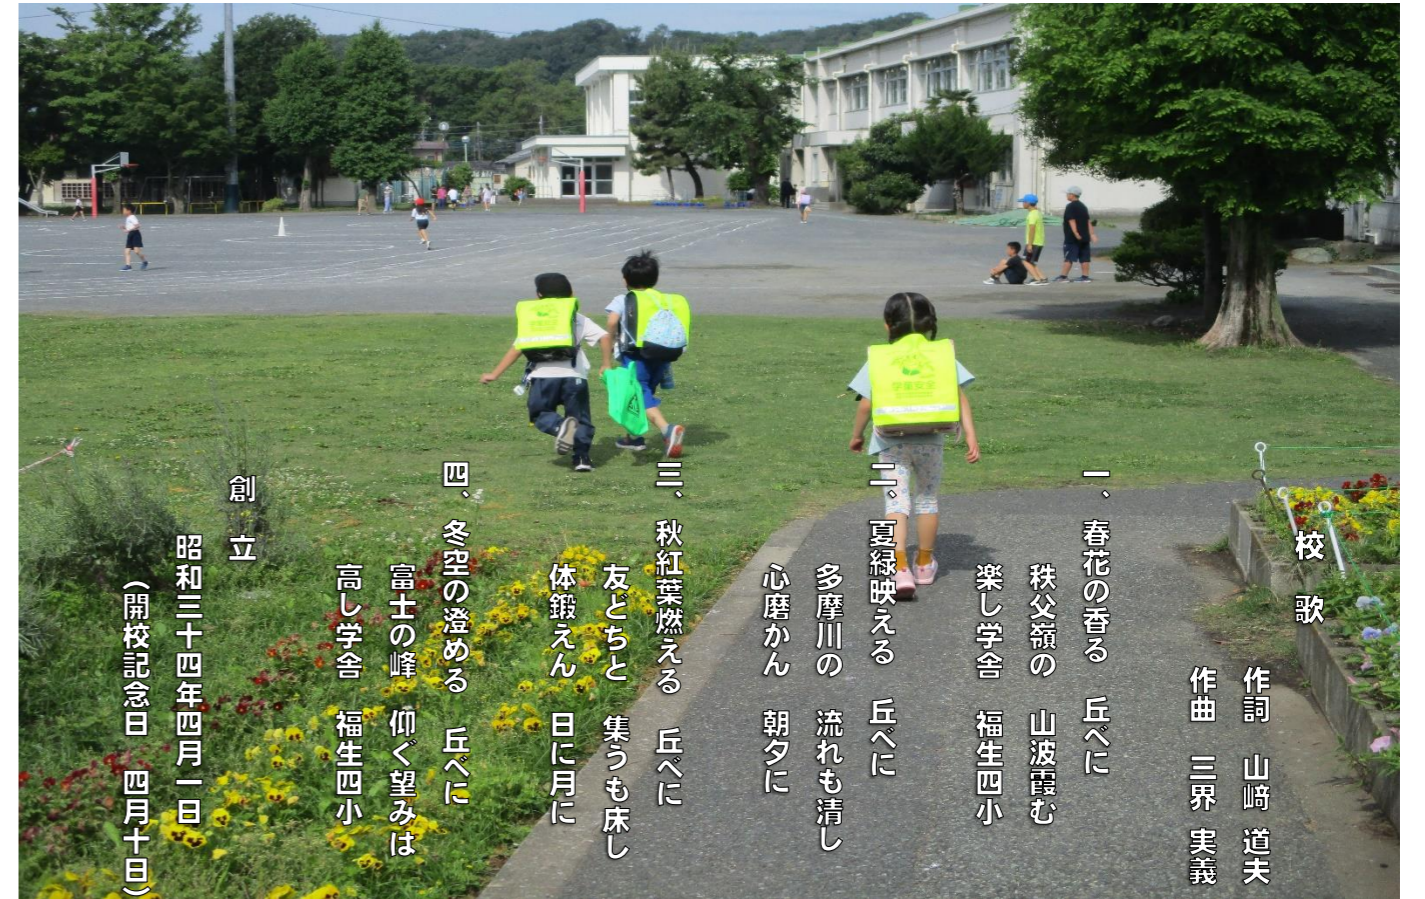 校 歌
作詞 山﨑 道夫
作曲 三界 実義
一、春花の香る 丘べに
秩父嶺の 山波霞む
楽し学舎 福生四小
二、夏緑映える 丘べに
多摩川の 流れも清し
心磨かん 朝夕に
三、秋紅葉燃える 丘べに
友どちと 集うも床し
体鍛えん 日に月に
四、冬空の澄める 丘べに
富士の峰 仰ぐ望みは
高し学舎 福生四小
創 立
昭和三十四年四月一日
（開校記念日 四月十日）
学童安全